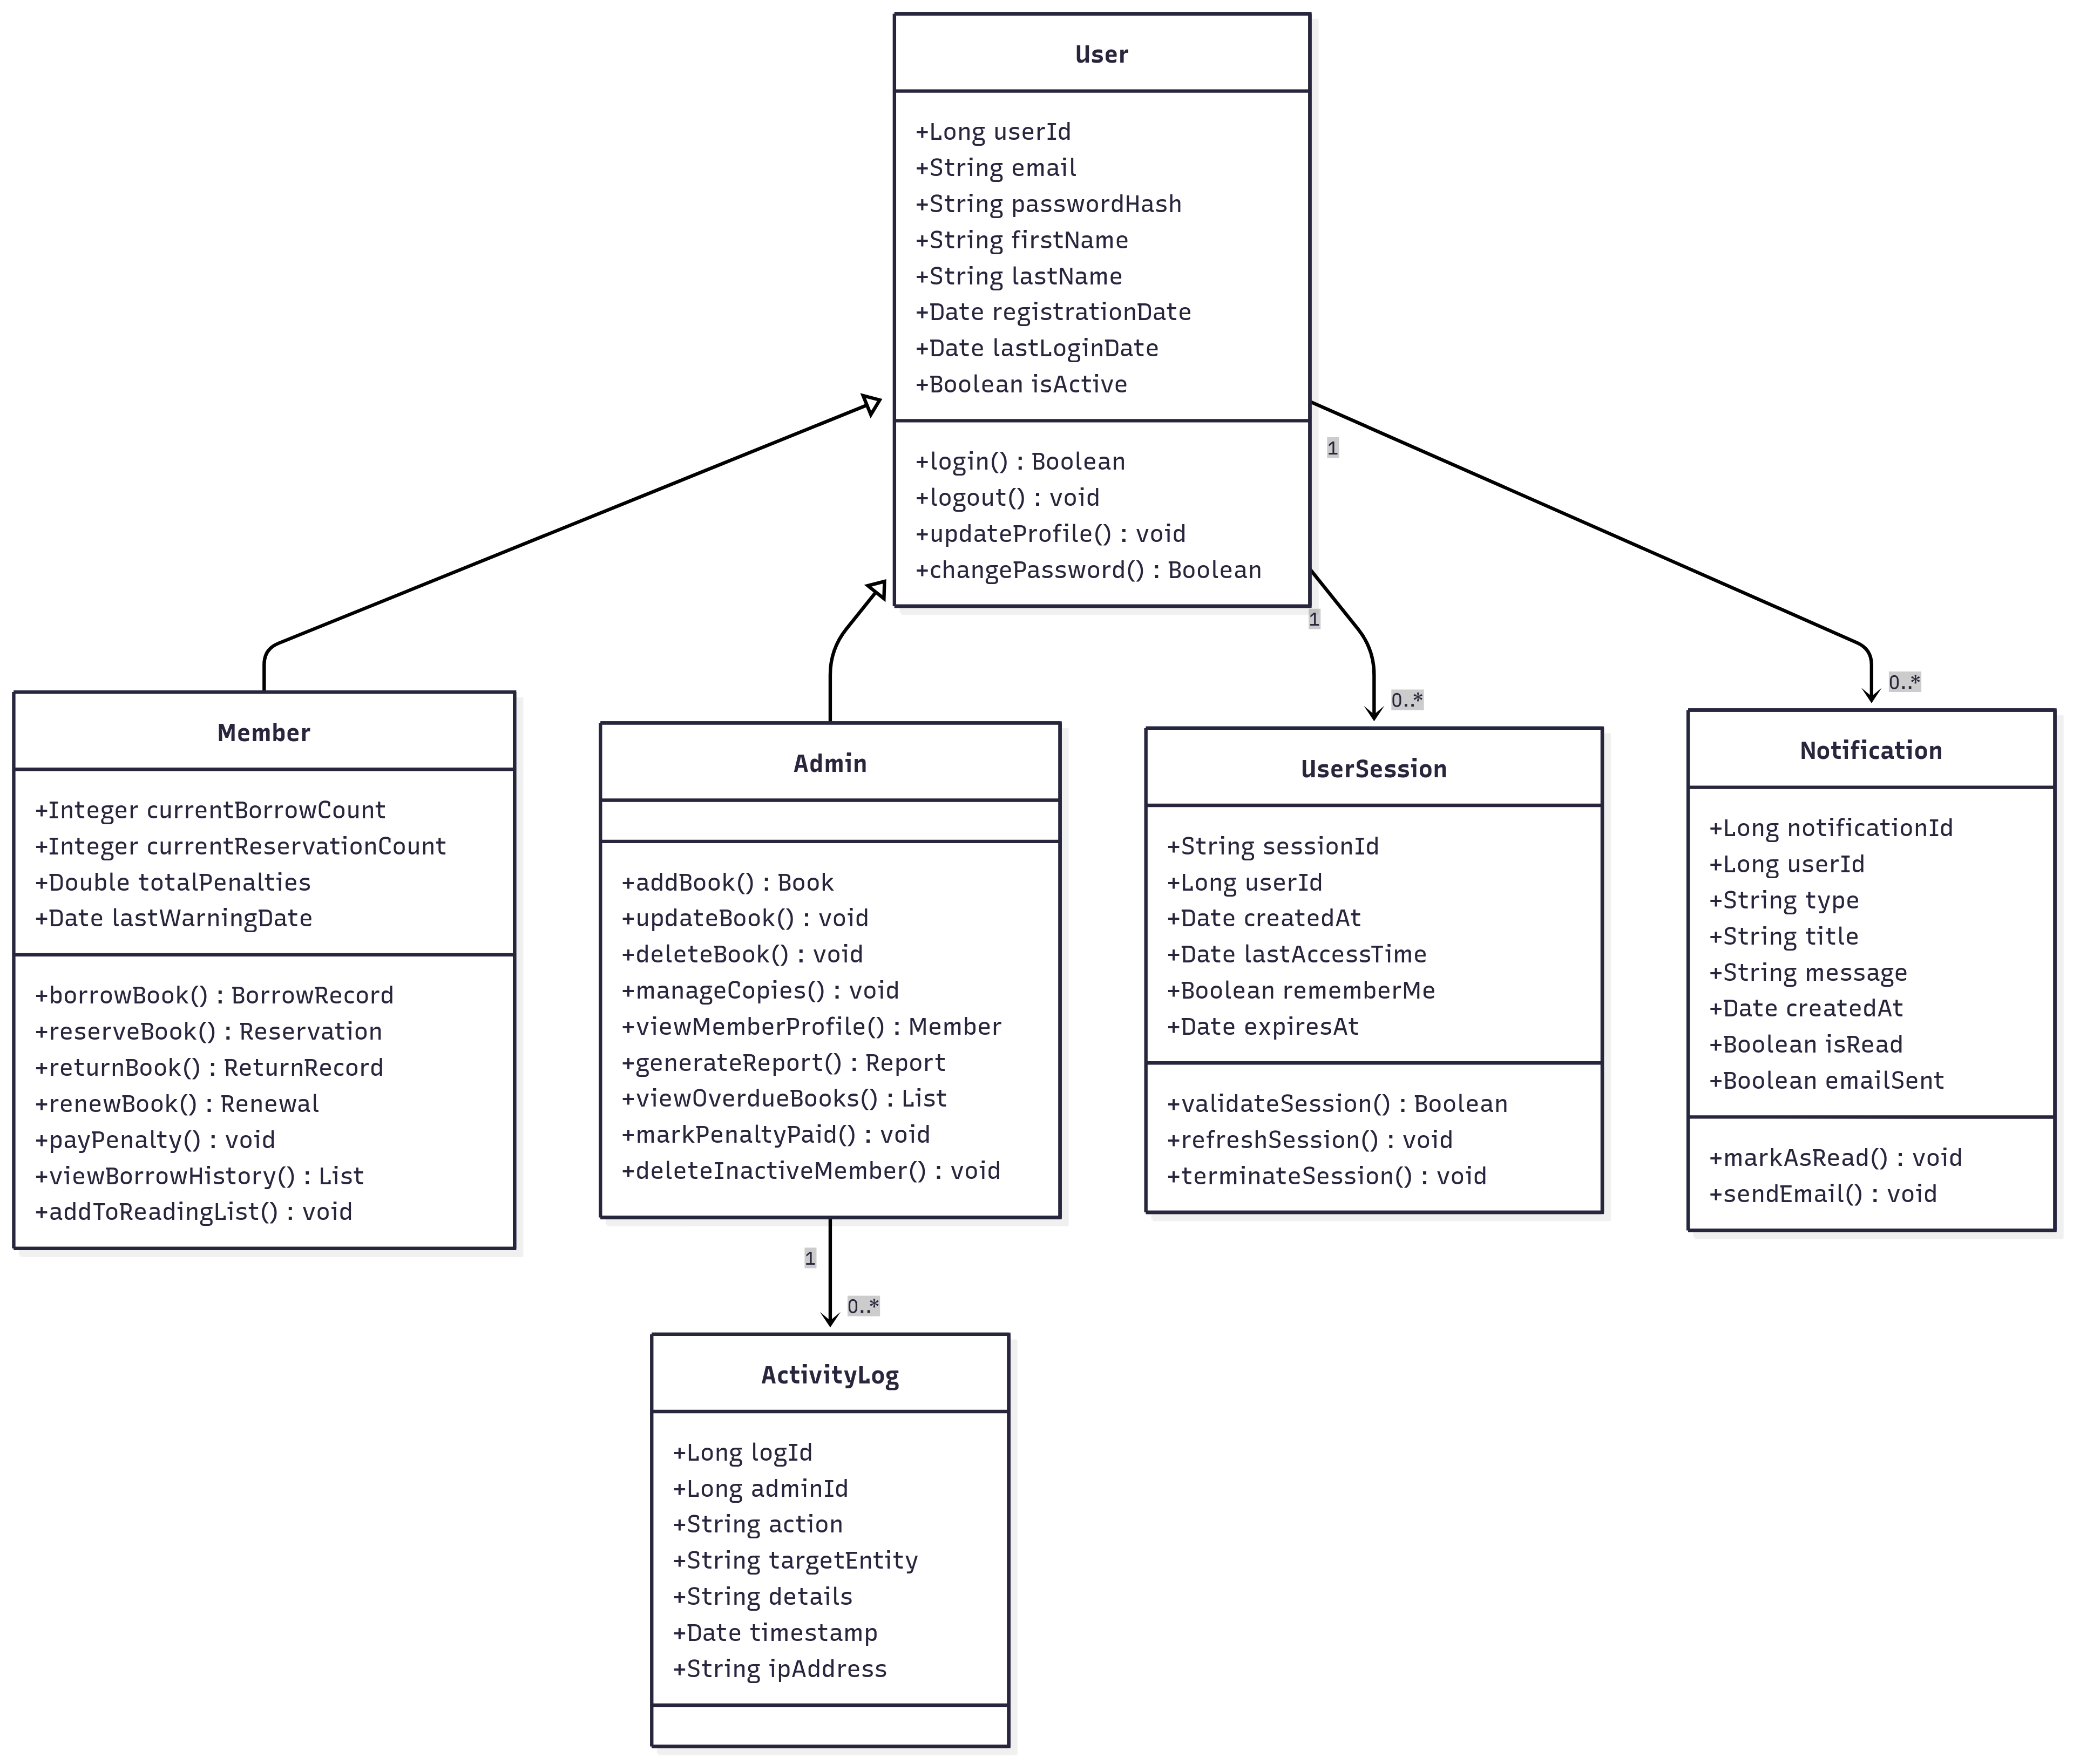 User
+Long userId
+String email
+String passwordHash
+String firstName
+String lastName
+Date registrationDate
+Date lastLoginDate
+Boolean isActive
+login() : Boolean
+logout() : void
+updateProfile() : void
+changePassword() : Boolean
1
1
0..*
0..*
Member
+Integer currentBorrowCount
+Integer currentReservationCount
+Double totalPenalties
+Date lastWarningDate
+borrowBook() : BorrowRecord
+reserveBook() : Reservation
+returnBook() : ReturnRecord
+renewBook() : Renewal
+payPenalty() : void
+viewBorrowHistory() : List
+addToReadingList() : void
Admin
+addBook() : Book
+updateBook() : void
+deleteBook() : void
+manageCopies() : void
+viewMemberProfile() : Member
+generateReport() : Report
+viewOverdueBooks() : List
+markPenaltyPaid() : void
+deleteInactiveMember() : void
UserSession
+String sessionId
+Long userId
+Date createdAt
+Date lastAccessTime
+Boolean rememberMe
+Date expiresAt
+validateSession() : Boolean
+refreshSession() : void
+terminateSession() : void
Notification
+Long notificationId
+Long userId
+String type
+String title
+String message
+Date createdAt
+Boolean isRead
+Boolean emailSent
+markAsRead() : void
+sendEmail() : void
1
0..*
ActivityLog
+Long logId
+Long adminId
+String action
+String targetEntity
+String details
+Date timestamp
+String ipAddress